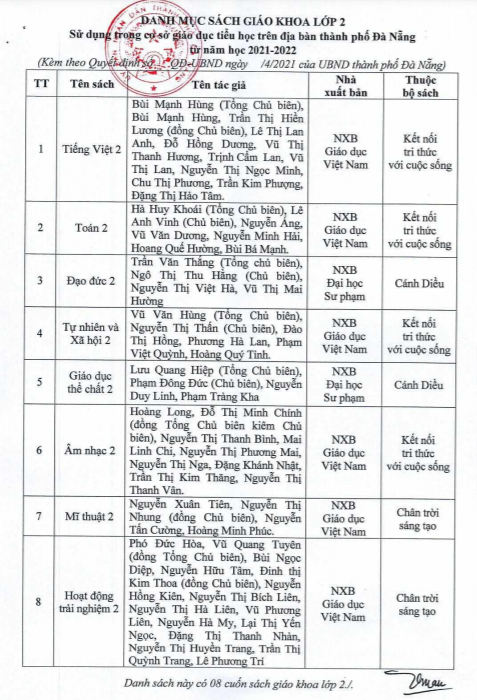 DANH MỤC SÁCH GIÁO KHOA LỚP 2
Sử dụng trong cơ sở giáo dục tiểu học trên địa bàn thành phố Đà Nẵng
từ năm học 2021-2022
(Kèm theo Quyết định số QĐ-UBND ngày /4/2021 của UBND thành phố Đà Nẵng)
TT Tên sách Tên tác giả Nhà xuất bản Thuộc bộ sách
1
Tiếng Việt 2
Bùi Mạnh Hùng (Tổng Chủ biên),
Bùi Mạnh Hùng, Trần Thị Hiền
Lương (đồng Chủ biên), Lê Thị Lan
Anh, Đỗ Hồng Dương, Vũ Thị
Thanh Hương, Trịnh Cẩm Lan, Vũ
Thị Lan, Nguyễn Thị Ngọc Minh,
Chu Thị Phương, Trần Kim Phượng,
Đặng Thị Hảo Tâm.
NXB
Giáo dục
Việt Nam
Kết nối
tri thức
với cuộc sống
2
Toán 2
Hà Huy Khoái (Tổng Chủ biên), Lê
Anh Vinh (Chủ biên), Nguyễn Áng,
Vũ Văn Dương, Nguyễn Minh Hải,
Hoàng Quế Hường, Bùi Bá Mạnh.
NXB
Giáo dục
Việt Nam
Kết nối
tri thức
với cuộc sống
3
Đạo đức 2
Trần Văn Thắng (Tổng chủ biên),
Ngô Thị Thu Hằng (Chủ biên),
Nguyễn Thị Việt Hà, Vũ Thị Mai
Hường
NXB
Đại học
Sư phạm
Cánh Diều
4
Tự nhiên và
Xã hội 2
Vũ Văn Hùng (Tổng Chủ biên),
Nguyễn Thị Thấn (Chủ biên), Đào
Thị Hồng, Phương Hà Lan, Phạm
Việt Quỳnh, Hoàng Quý Tỉnh.
NXB
Giáo dục
Việt Nam
Kết nối
tri thức
với cuộc sống
5
Giáo dục
thể chất 2
Lưu Quang Hiệp (Tổng Chủ biên),
Phạm Đông Đức (Chủ biên), Nguyễn
Duy Linh, Phạm Tràng Kha
NXB
Đại học
Sư phạm
Cánh Diều
6
Âm nhạc 2
Hoàng Long, Đỗ Thị Minh Chính
(đồng Tổng Chủ biên kiêm Chủ
biên), Nguyễn Thị Thanh Bình, Mai
Linh Chi, Nguyễn Thị Phương Mai,
Nguyễn Thị Nga, Đặng Khánh Nhật,
Trần Thị Kim Thăng, Nguyễn Thị
Thanh Vân.
NXB
Giáo dục
Việt Nam
Kết nối
tri thức
với cuộc sống
7
Mĩ thuật 2
Nguyễn Xuân Tiên, Nguyễn Thị
Nhung (đồng Chủ biên), Nguyễn
Tấn Cường, Hoàng Minh Phúc.
NXB
Giáo dục
Việt Nam
Chân trời
sáng tạo
8
Hoạt động
trải nghiệm 2
Phó Đức Hòa, Vũ Quang Tuyên
(đồng Tổng Chủ biên), Bùi Ngọc
Diệp, Nguyễn Hữu Tâm, Đinh thị
Kim Thoa (đồng Chủ biên), Nguyễn
Hồng Kiên, Nguyễn Thị Bích Liên,
Nguyễn Thị Hà Liên, Vũ Phương
Liên, Nguyễn Hà My, Lại Thị Yến
Ngọc, Đặng Thị Thanh Nhàn,
Nguyễn Thị Huyền Trang, Trần Thị
Quỳnh Trang, Lê Phương Trí
NXB
Giáo dục
Việt Nam
Chân trời
sáng tạo
Danh sách này có 08 cuốn sách giáo khoa lớp 2./.